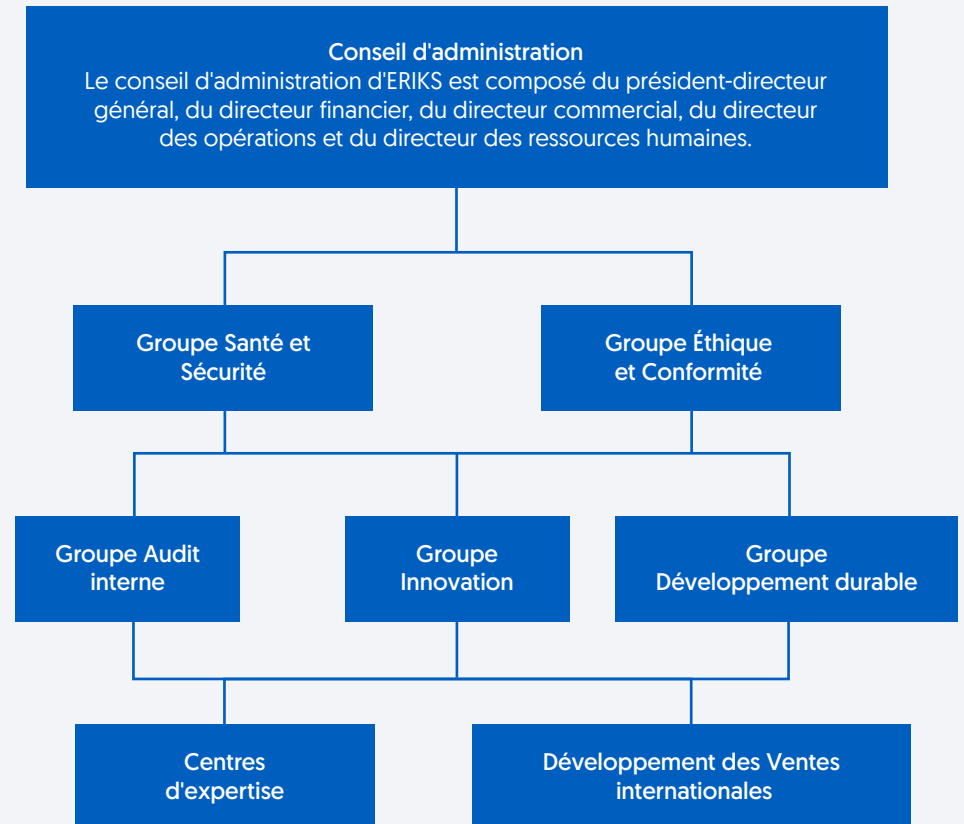 Conseil d'administration
Le conseil d'administration d'ERIKS est composé du président-directeur
général, du directeur financier, du directeur commercial, du directeur
des opérations et du directeur des ressources humaines.
Groupe Santé et
Sécurité
Groupe Éthique
et Conformité
Groupe Audit
interne
Groupe
Innovation
Groupe
Développement durable
Centres
d'expertise
Développement des Ventes
internationales